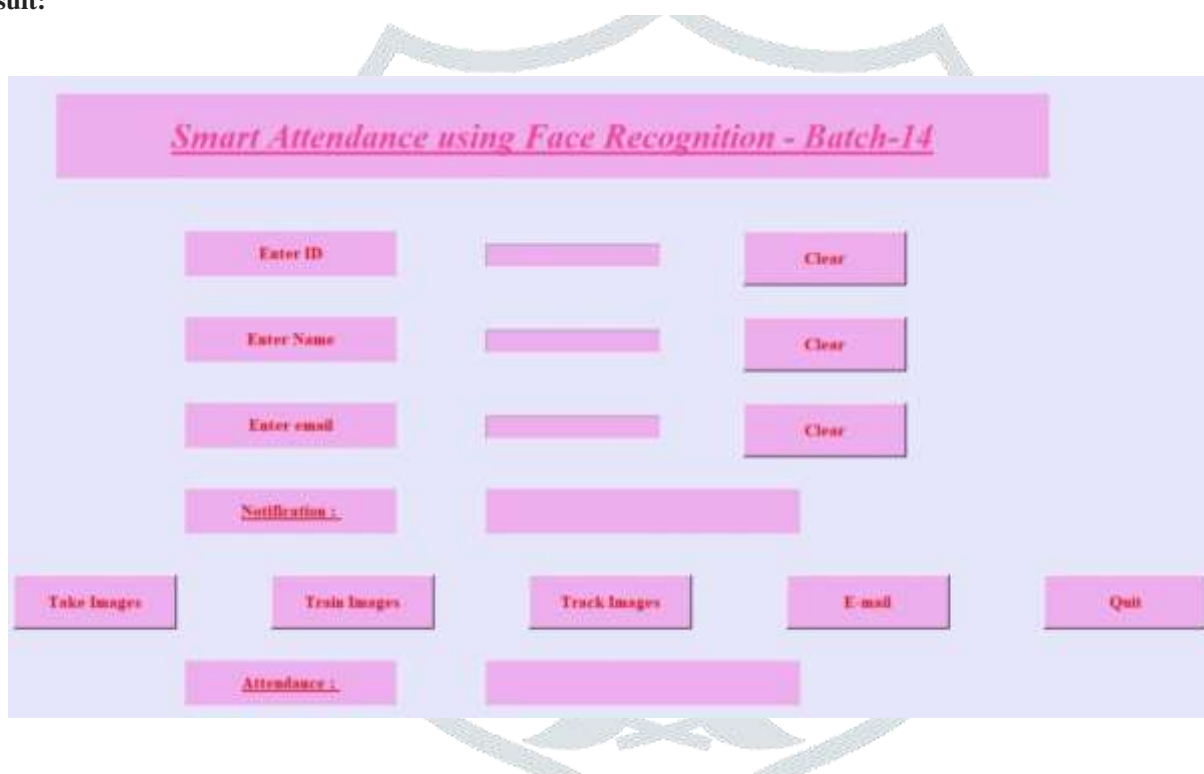 sult:
Smart Attendance using Face Recognition - Batch-14
Enter ID Clear
Enter Name Clear
Enter email Clear
Notification :
Take Images Train Images Track Images E-mail Quit
Attendance :